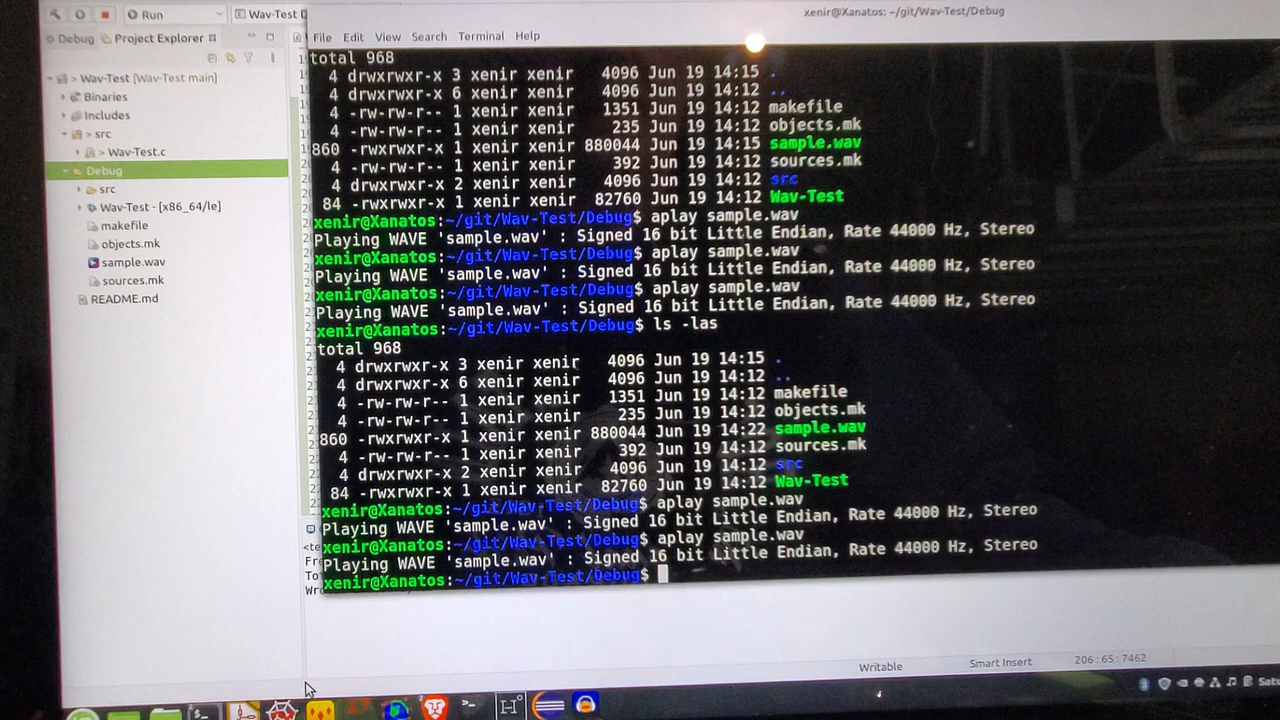 Run
Wav-Test D
xenir@Xanatos: ~/git/Wav-Test/Debug
Debug
Project Explorer
File Edit View Search Terminal Help
> Wav-Test [Wav-Test main]
Binaries
Includes
> src
> Wav-Test.c
Debug
src
Wav-Test - [x86_64/le]
makefile
objects.mk
sample.wav
sources.mk
README.md
total 968
4 drwxrwxr-x 3 xenir xenir 4096 Jun 19 14:15 .
4 drwxrwxr-x 6 xenir xenir 4096 Jun 19 14:12 ..
4 -rw-rw-r-- 1 xenir xenir 1351 Jun 19 14:12 makefile
4 -rw-rw-r-- 1 xenir xenir 235 Jun 19 14:12 objects.mk
860 -rwxrwxr-x 1 xenir xenir 880044 Jun 19 14:15 sample.wav
4 -rw-rw-r-- 1 xenir xenir 392 Jun 19 14:12 sources.mk
4 drwxrwxr-x 2 xenir xenir 4096 Jun 19 14:12 src
84 -rwxrwxr-x 1 xenir xenir 82760 Jun 19 14:12 Wav-Test
xenir@Xanatos:~/git/Wav-Test/Debug$ aplay sample.wav
Playing WAVE 'sample.wav' : Signed 16 bit Little Endian, Rate 44000 Hz, Stereo
xenir@Xanatos:~/git/Wav-Test/Debug$ aplay sample.wav
Playing WAVE 'sample.wav' : Signed 16 bit Little Endian, Rate 44000 Hz, Stereo
xenir@Xanatos:~/git/Wav-Test/Debug$ aplay sample.wav
Playing WAVE 'sample.wav' : Signed 16 bit Little Endian, Rate 44000 Hz, Stereo
xenir@Xanatos:~/git/Wav-Test/Debug$ ls -las
total 968
4 drwxrwxr-x 3 xenir xenir 4096 Jun 19 14:15 .
4 drwxrwxr-x 6 xenir xenir 4096 Jun 19 14:12 ..
4 -rw-rw-r-- 1 xenir xenir 1351 Jun 19 14:12 makefile
4 -rw-rw-r-- 1 xenir xenir 235 Jun 19 14:12 objects.mk
860 -rwxrwxr-x 1 xenir xenir 880044 Jun 19 14:22 sample.wav
4 -rw-rw-r-- 1 xenir xenir 392 Jun 19 14:12 sources.mk
4 drwxrwxr-x 2 xenir xenir 4096 Jun 19 14:12 src
84 -rwxrwxr-x 1 xenir xenir 82760 Jun 19 14:12 Wav-Test
xenir@Xanatos:~/git/Wav-Test/Debug$ aplay sample.wav
Playing WAVE 'sample.wav' : Signed 16 bit Little Endian, Rate 44000 Hz, Stereo
xenir@Xanatos:~/git/Wav-Test/Debug$ aplay sample.wav
Playing WAVE 'sample.wav' : Signed 16 bit Little Endian, Rate 44000 Hz, Stereo
xenir@Xanatos:~/git/Wav-Test/Debug$
<te
Fre
To
Wro
Writable
Smart Insert
206:65:7462
Satu